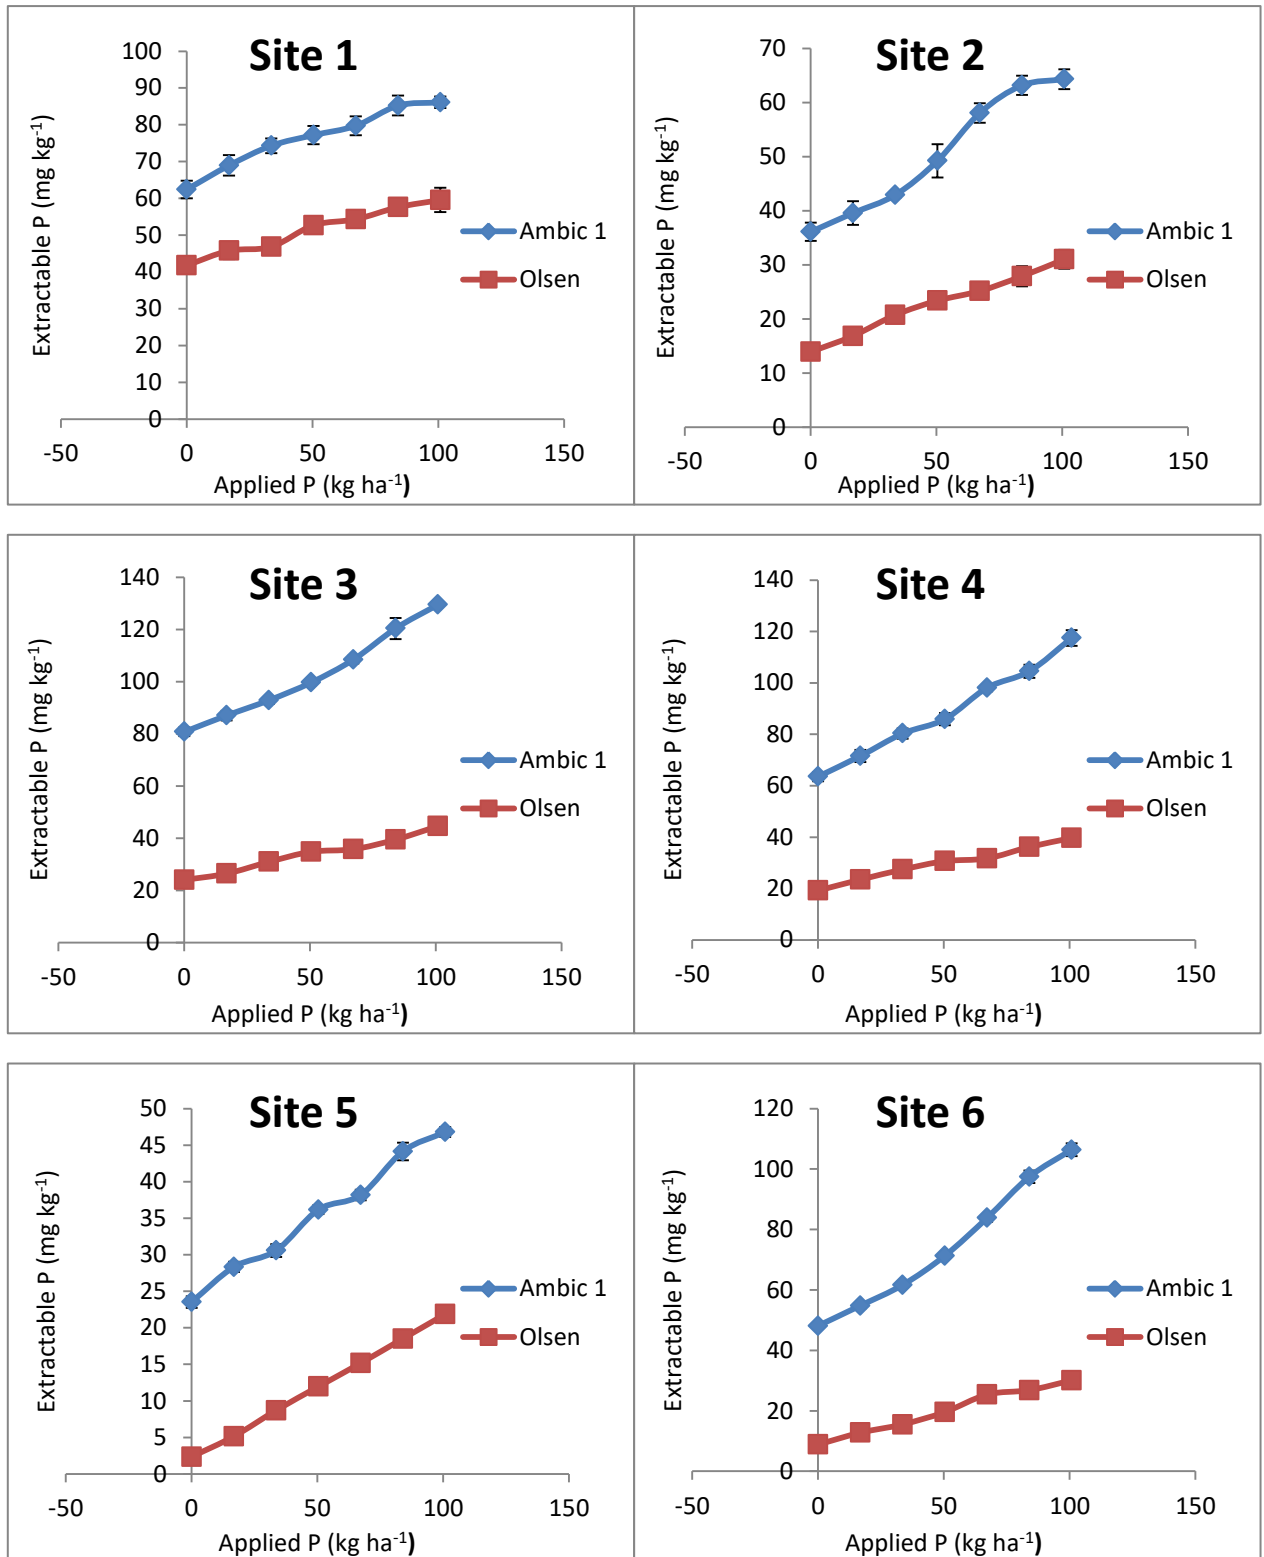 Site 1
Extractable P (mg kg⁻¹)
100
90
80
70
60
50
40
30
20
10
0
-50 0 50 100 150
Applied P (kg ha⁻¹)
Ambic 1
Olsen
Site 2
Extractable P (mg kg⁻¹)
70
60
50
40
30
20
10
0
-50 0 50 100 150
Applied P (kg ha⁻¹)
Ambic 1
Olsen
Site 3
Extractable P (mg kg⁻¹)
140
120
100
80
60
40
20
0
-50 0 50 100 150
Applied P (kg ha⁻¹)
Ambic 1
Olsen
Site 4
Extractable P (mg kg⁻¹)
140
120
100
80
60
40
20
0
-50 0 50 100 150
Applied P (kg ha⁻¹)
Ambic 1
Olsen
Site 5
Extractable P (mg kg⁻¹)
50
45
40
35
30
25
20
15
10
5
0
-50 0 50 100 150
Applied P (kg ha⁻¹)
Ambic 1
Olsen
Site 6
Extractable P (mg kg⁻¹)
120
100
80
60
40
20
0
-50 0 50 100 150
Applied P (kg ha⁻¹)
Ambic 1
Olsen